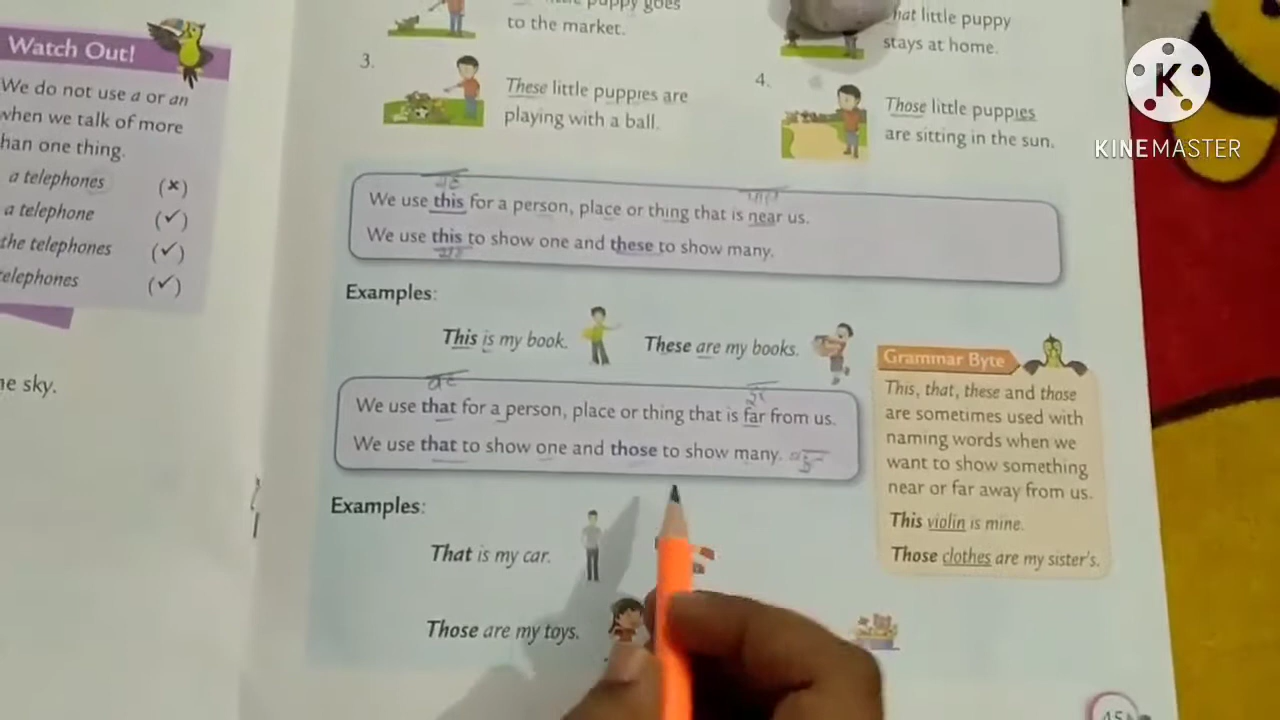 Watch Out!
We do not use a or an
when we talk of more
han one thing.
a telephones (×)
a telephone (✓)
the telephones (✓)
elephones (✓)
e sky.
puppy goes
to the market.
hat little puppy
stays at home.
3.
These little puppies are
playing with a ball.
4.
Those little puppies
are sitting in the sun.
We use this for a person, place or thing that is near us.
We use this to show one and these to show many.
Examples:
This is my book.
These are my books.
We use that for a person, place or thing that is far from us.
We use that to show one and those to show many.
Examples:
That is my car.
Those are my toys.
Grammar Byte
This, that, these and those
are sometimes used with
naming words when we
want to show something
near or far away from us.
This violin is mine.
Those clothes are my sister's.
45
K
KINEMASTER